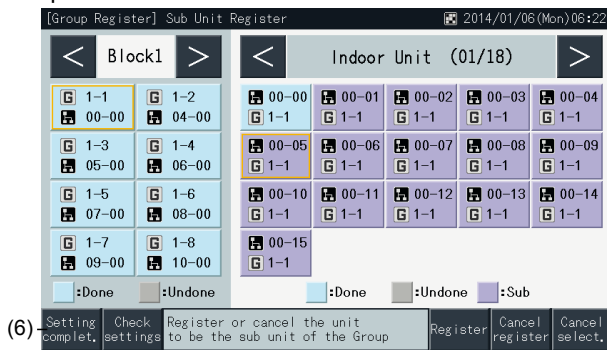 [Group Register] Sub Unit Register 2014/01/06(Mon)06:22
< Block1 > < Indoor Unit (01/18) >
G 1-1 G 1-2 00-00 00-01 00-02 00-03 00-04
00-00 04-00 G 1-1 G 1-1 G 1-1 G 1-1 G 1-1
G 1-3 G 1-4 00-05 00-06 00-07 00-08 00-09
05-00 06-00 G 1-1 G 1-1 G 1-1 G 1-1 G 1-1
G 1-5 G 1-6 00-10 00-11 00-12 00-13 00-14
07-00 08-00 G 1-1 G 1-1 G 1-1 G 1-1 G 1-1
G 1-7 G 1-8 00-15
09-00 10-00 G 1-1
:Done :Undone :Done :Undone :Sub
(6) Setting complet. Check settings Register or cancel the unit
to be the sub unit of the Group Register Cancel register Cancel select.